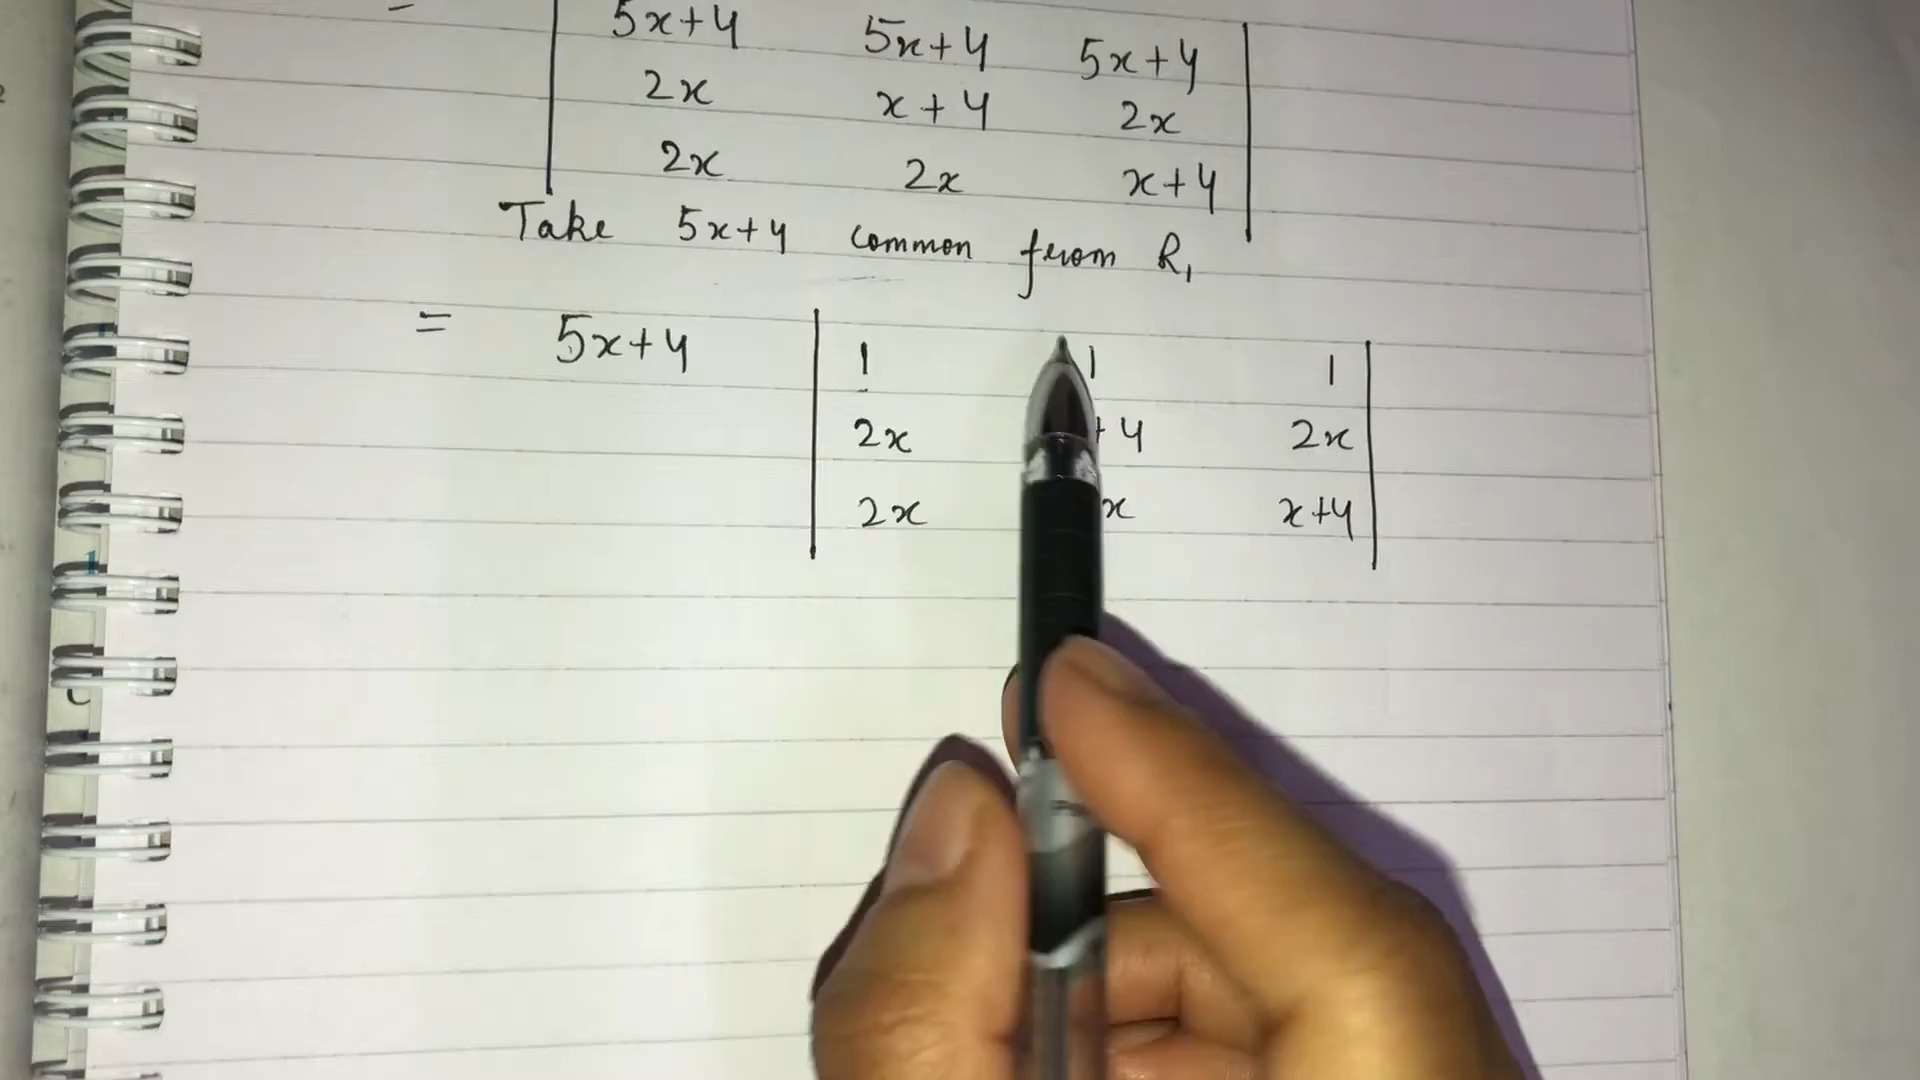 =
5x+4 5x+4 5x+4
2x x+4 2x
2x 2x x+4
Take 5x+4 common from R₁
= 5x+4 | 1 1 1 |
2x +4 2x
2x x x+4